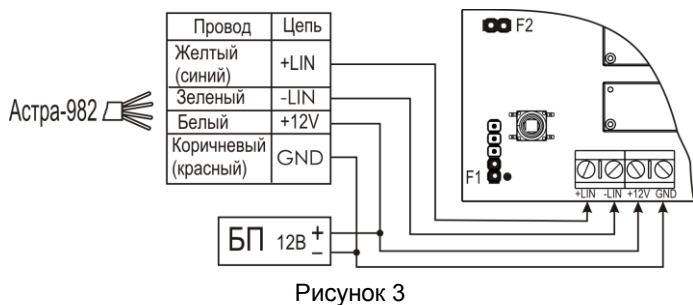 Провод Цепь
Желтый
(синий) +LIN
Зеленый -LIN
Белый +12V
Коричневый
(красный) GND
Астра-982
F2
F1
+LIN -LIN +12V GND
БП 12В + –
Рисунок 3